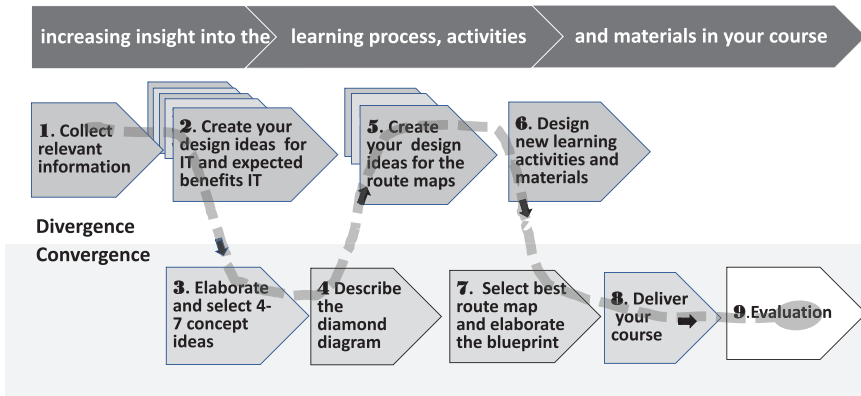 increasing insight into the learning process, activities and materials in your course
1. Collect
relevant
information
2. Create your
design ideas for
IT and expected
benefits IT
5. Create
your design
ideas for the
route maps
6. Design
new learning
activities and
materials
Divergence
Convergence
3. Elaborate
and select 4-
7 concept
ideas
4 Describe
the
diamond
diagram
7. Select best
route map
and elaborate
the blueprint
8. Deliver
your
course
9.Evaluation